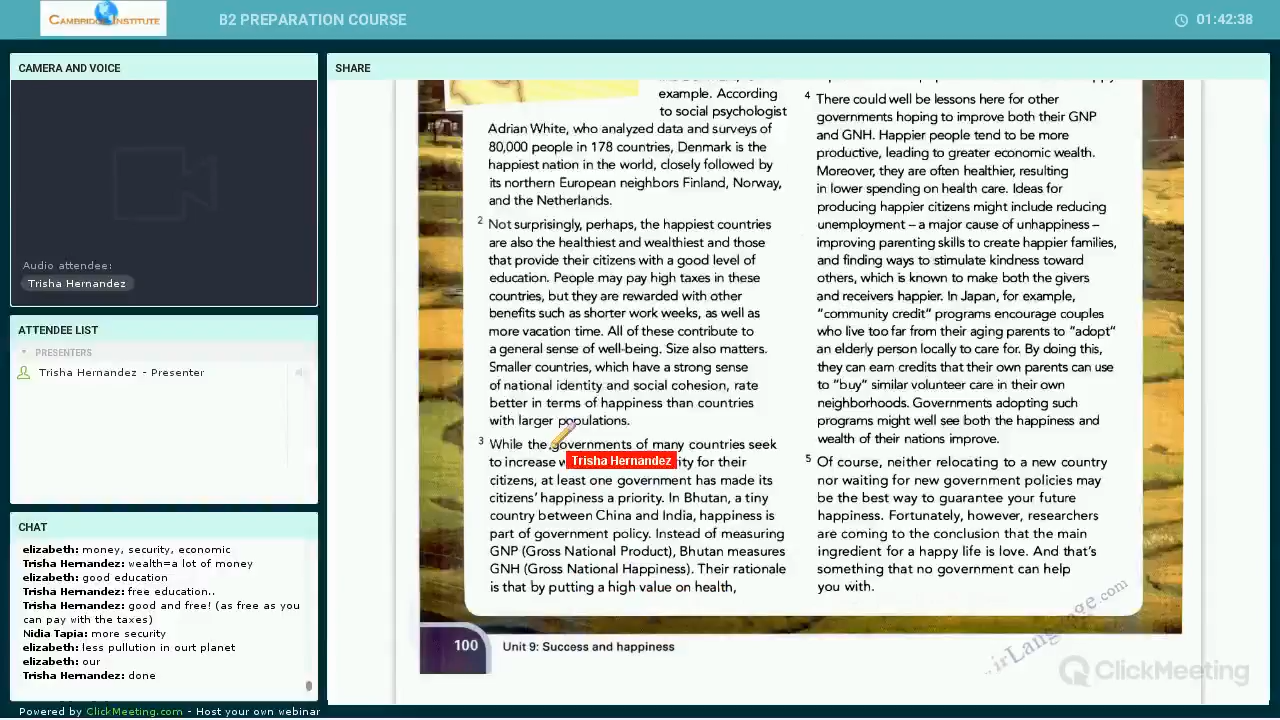 CAMBRIDGE INSTITUTE
B2 PREPARATION COURSE
01:42:38
CAMERA AND VOICE
Audio attendee:
Trisha Hernandez
ATTENDEE LIST
PRESENTERS
Trisha Hernandez - Presenter
CHAT
elizabeth: money, security, economic
Trisha Hernandez: wealth=a lot of money
elizabeth: good education
Trisha Hernandez: free education..
Trisha Hernandez: good and free! (as free as you
can pay with the taxes)
Nidia Tapia: more security
elizabeth: less pullution in ourt planet
elizabeth: our
Trisha Hernandez: done
Powered by ClickMeeting.com - Host your own webinar
SHARE
example. According
to social psychologist
Adrian White, who analyzed data and surveys of
80,000 people in 178 countries, Denmark is the
happiest nation in the world, closely followed by
its northern European neighbors Finland, Norway,
and the Netherlands.
2 Not surprisingly, perhaps, the happiest countries
are also the healthiest and wealthiest and those
that provide their citizens with a good level of
education. People may pay high taxes in these
countries, but they are rewarded with other
benefits such as shorter work weeks, as well as
more vacation time. All of these contribute to
a general sense of well-being. Size also matters.
Smaller countries, which have a strong sense
of national identity and social cohesion, rate
better in terms of happiness than countries
with larger populations.
3 While the governments of many countries seek
to increase Trisha Hernandez for their
citizens, at least one government has made its
citizens' happiness a priority. In Bhutan, a tiny
country between China and India, happiness is
part of government policy. Instead of measuring
GNP (Gross National Product), Bhutan measures
GNH (Gross National Happiness). Their rationale
is that by putting a high value on health,
4 There could well be lessons here for other
governments hoping to improve both their GNP
and GNH. Happier people tend to be more
productive, leading to greater economic wealth.
Moreover, they are often healthier, resulting
in lower spending on health care. Ideas for
producing happier citizens might include reducing
unemployment – a major cause of unhappiness –
improving parenting skills to create happier families,
and finding ways to stimulate kindness toward
others, which is known to make both the givers
and receivers happier. In Japan, for example,
"community credit" programs encourage couples
who live too far from their aging parents to "adopt"
an elderly person locally to care for. By doing this,
they can earn credits that their own parents can use
to "buy" similar volunteer care in their own
neighborhoods. Governments adopting such
programs might well see both the happiness and
wealth of their nations improve.
5 Of course, neither relocating to a new country
nor waiting for new government policies may
be the best way to guarantee your future
happiness. Fortunately, however, researchers
are coming to the conclusion that the main
ingredient for a happy life is love. And that's
something that no government can help
you with.
100 Unit 9: Success and happiness
irLanguage.com
ClickMeeting